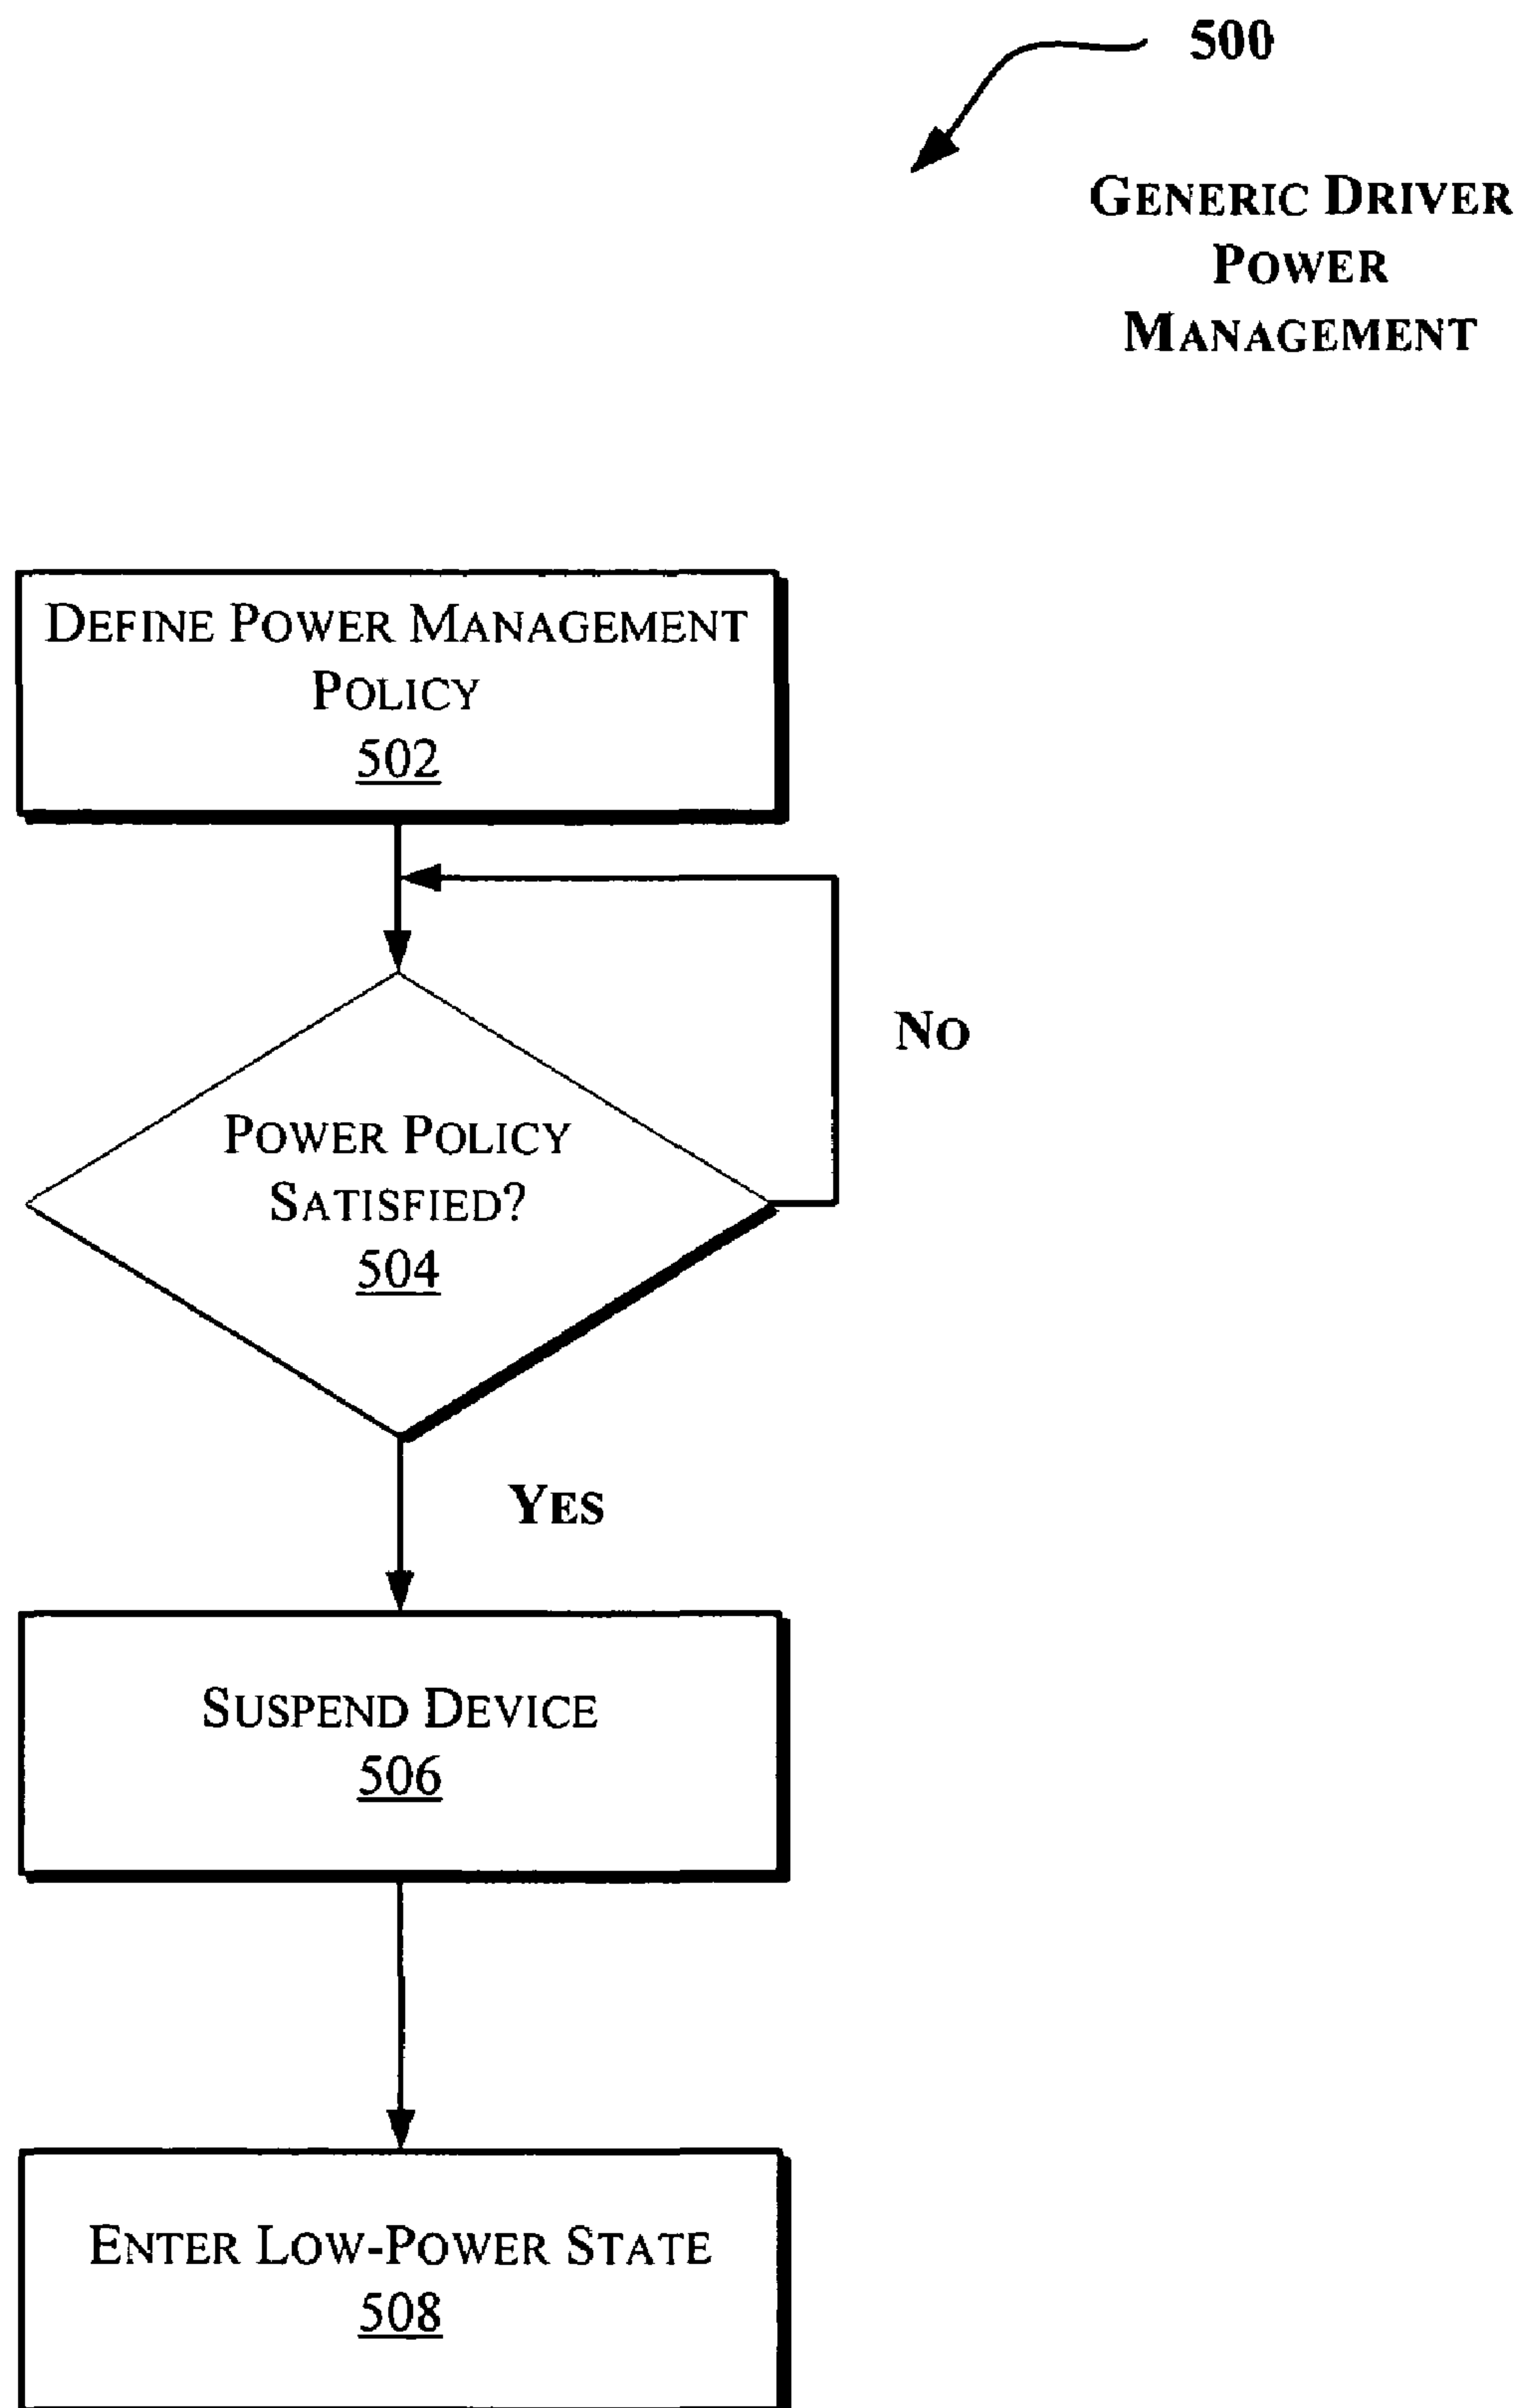 500
GENERIC DRIVER
POWER
MANAGEMENT
DEFINE POWER MANAGEMENT
POLICY
502
NO
POWER POLICY
SATISFIED?
504
YES
SUSPEND DEVICE
506
ENTER LOW-POWER STATE
508